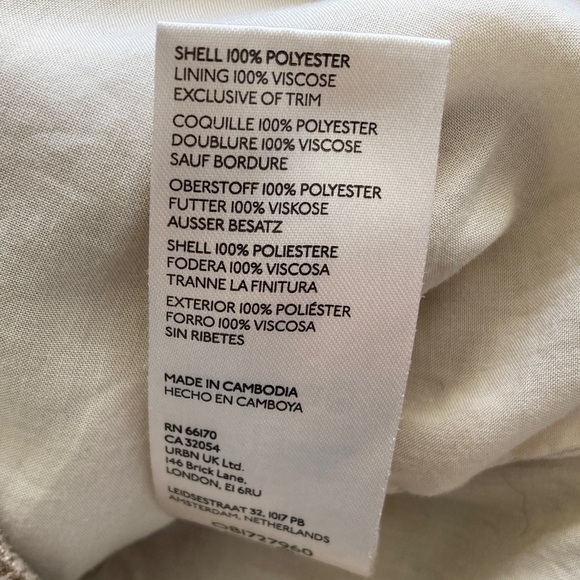 SHELL 100% POLYESTER
LINING 100% VISCOSE
EXCLUSIVE OF TRIM
COQUILLE 100% POLYESTER
DOUBLURE 100% VISCOSE
SAUF BORDURE
OBERSTOFF 100% POLYESTER
FUTTER 100% VISKOSE
AUSSER BESATZ
SHELL 100% POLIESTERE
FODERA 100% VISCOSA
TRANNE LA FINITURA
EXTERIOR 100% POLIÉSTER
FORRO 100% VISCOSA
SIN RIBETES
MADE IN CAMBODIA
HECHO EN CAMBOYA
RN 66170
CA 32054
URBN UK Ltd.
146 Brick Lane,
LONDON, E1 6RU
LEIDSESTRAAT 32, 1017 PB
AMSTERDAM, NETHERLANDS